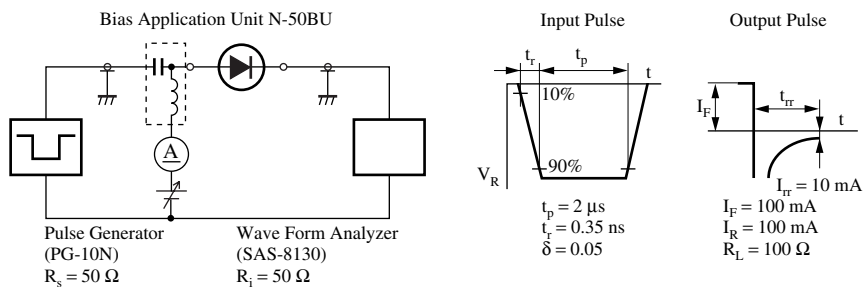 Bias Application Unit N-50BU
A
Pulse Generator
(PG-10N)
R_s = 50 Ω
Wave Form Analyzer
(SAS-8130)
R_i = 50 Ω
Input Pulse
t_r
t_p
t
10%
90%
V_R
t_p = 2 μs
t_r = 0.35 ns
δ = 0.05
Output Pulse
I_F
t_rr
t
I_rr = 10 mA
I_F = 100 mA
I_R = 100 mA
R_L = 100 Ω